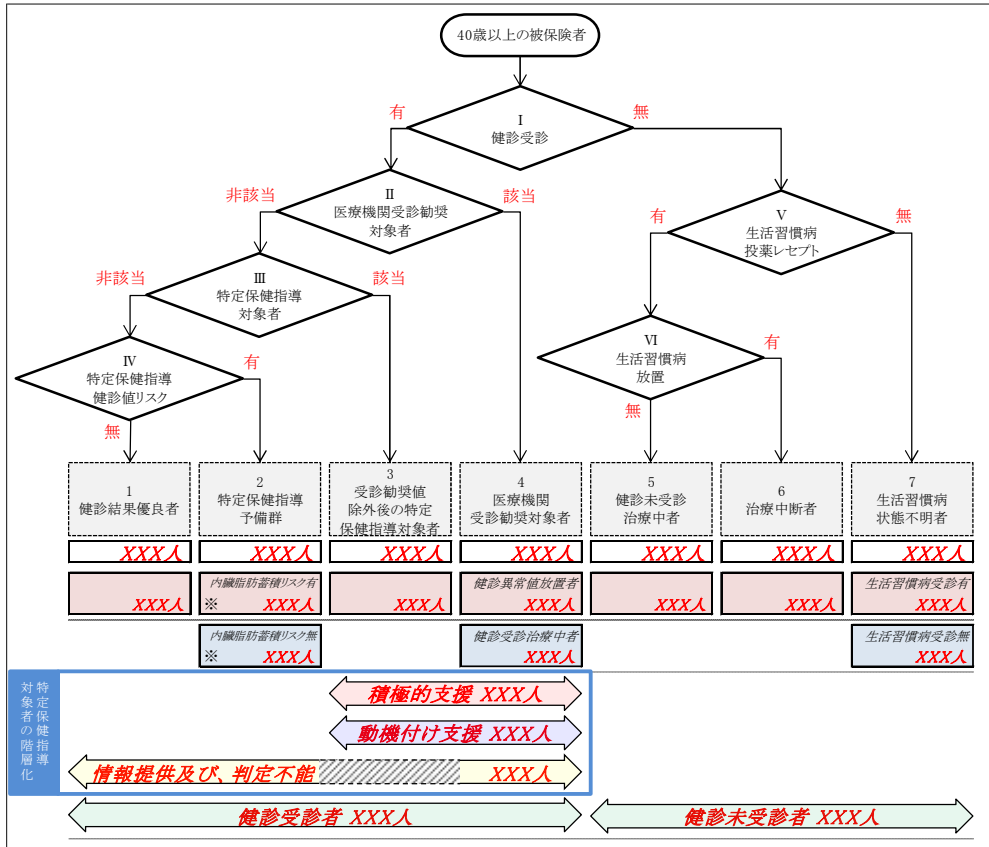 40歳以上の被保険者
有
Ⅰ
健診受診
無
非該当
Ⅱ
医療機関受診勧奨
対象者
該当
有
Ⅴ
生活習慣病
投薬レセプト
無
非該当
Ⅲ
特定保健指導
対象者
該当
Ⅵ
生活習慣病
放置
有
無
Ⅳ
特定保健指導
健診値リスク
有
無
1
健診結果優良者
2
特定保健指導
予備群
3
受診勧奨値
除外後の特定
保健指導対象者
4
医療機関
受診勧奨対象者
5
健診未受診
治療中者
6
治療中断者
7
生活習慣病
状態不明者
XXX人
XXX人
XXX人
XXX人
XXX人
XXX人
XXX人
XXX人
内臓脂肪蓄積リスク有
※ XXX人
XXX人
健診異常値放置者
XXX人
XXX人
XXX人
生活習慣病受診有
XXX人
内臓脂肪蓄積リスク無
※ XXX人
健診受診治療中者
XXX人
生活習慣病受診無
XXX人
特定保健指導
対象者の階層化
積極的支援 XXX人
動機付け支援 XXX人
情報提供及び、判定不能 XXX人
健診受診者 XXX人
健診未受診者 XXX人